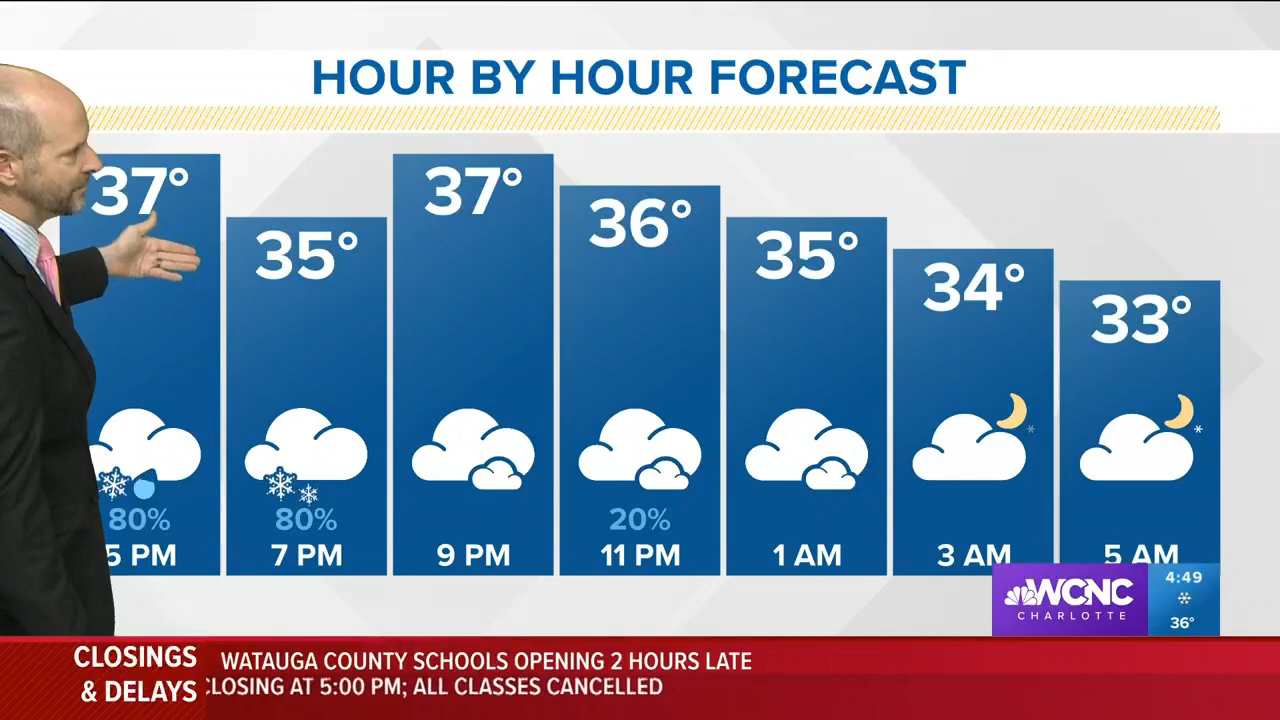 HOUR BY HOUR FORECAST
37°
35°
37°
36°
35°
34°
33°
80%
80%
20%
5 PM
7 PM
9 PM
11 PM
1 AM
3 AM
5 AM
WCNC
CHARLOTTE
4:49
36°
CLOSINGS
& DELAYS
WATAUGA COUNTY SCHOOLS OPENING 2 HOURS LATE
CLOSING AT 5:00 PM; ALL CLASSES CANCELLED